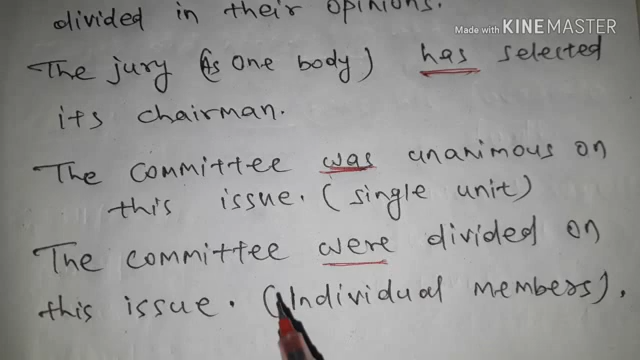 divided in their opinions.
Made with KINEMASTER
The jury (As one body) has selected
its chairman.
The committee was unanimous on
this issue. (single unit)
The committee were divided on
this issue. (Individual members).